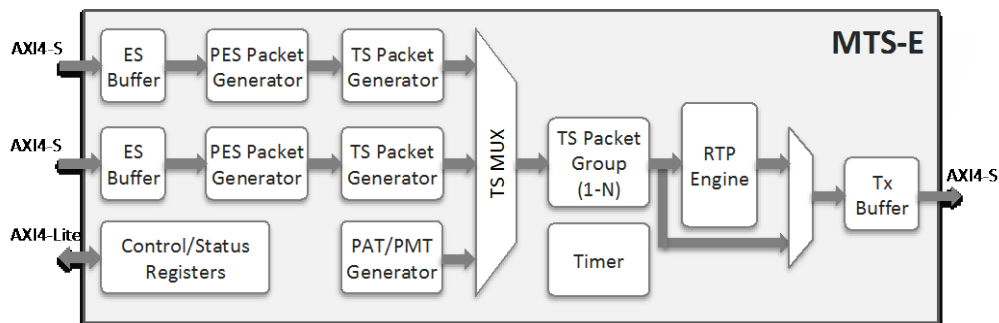 MTS-E
AXI4-S
ES
Buffer
PES Packet
Generator
TS Packet
Generator
AXI4-S
ES
Buffer
PES Packet
Generator
TS Packet
Generator
AXI4-Lite
Control/Status
Registers
PAT/PMT
Generator
TS MUX
TS Packet
Group
(1-N)
Timer
RTP
Engine
Tx
Buffer
AXI4-S